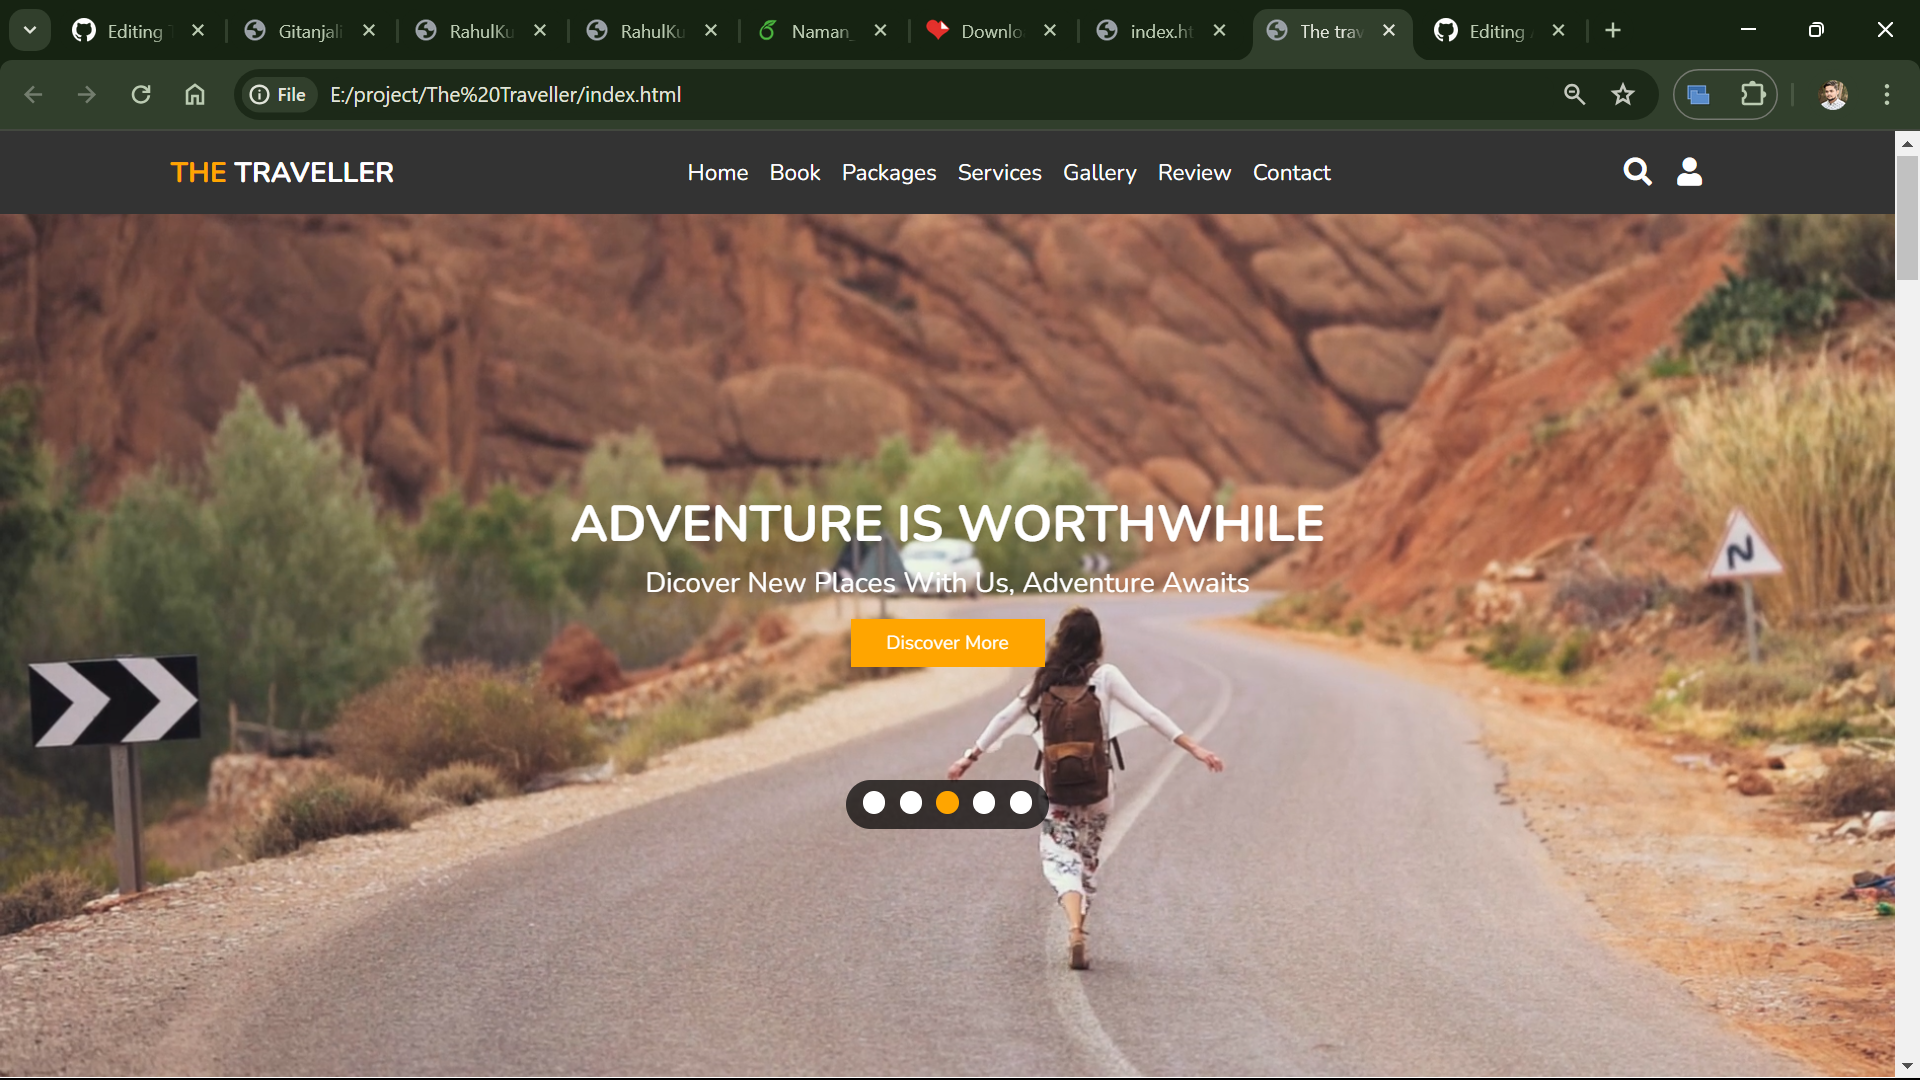 Editing Gitanjali RahulKu RahulKu Naman_ Downlo index.ht The trav Editing
File E:/project/The%20Traveller/index.html
THE TRAVELLER Home Book Packages Services Gallery Review Contact
ADVENTURE IS WORTHWHILE
Dicover New Places With Us, Adventure Awaits
Discover More